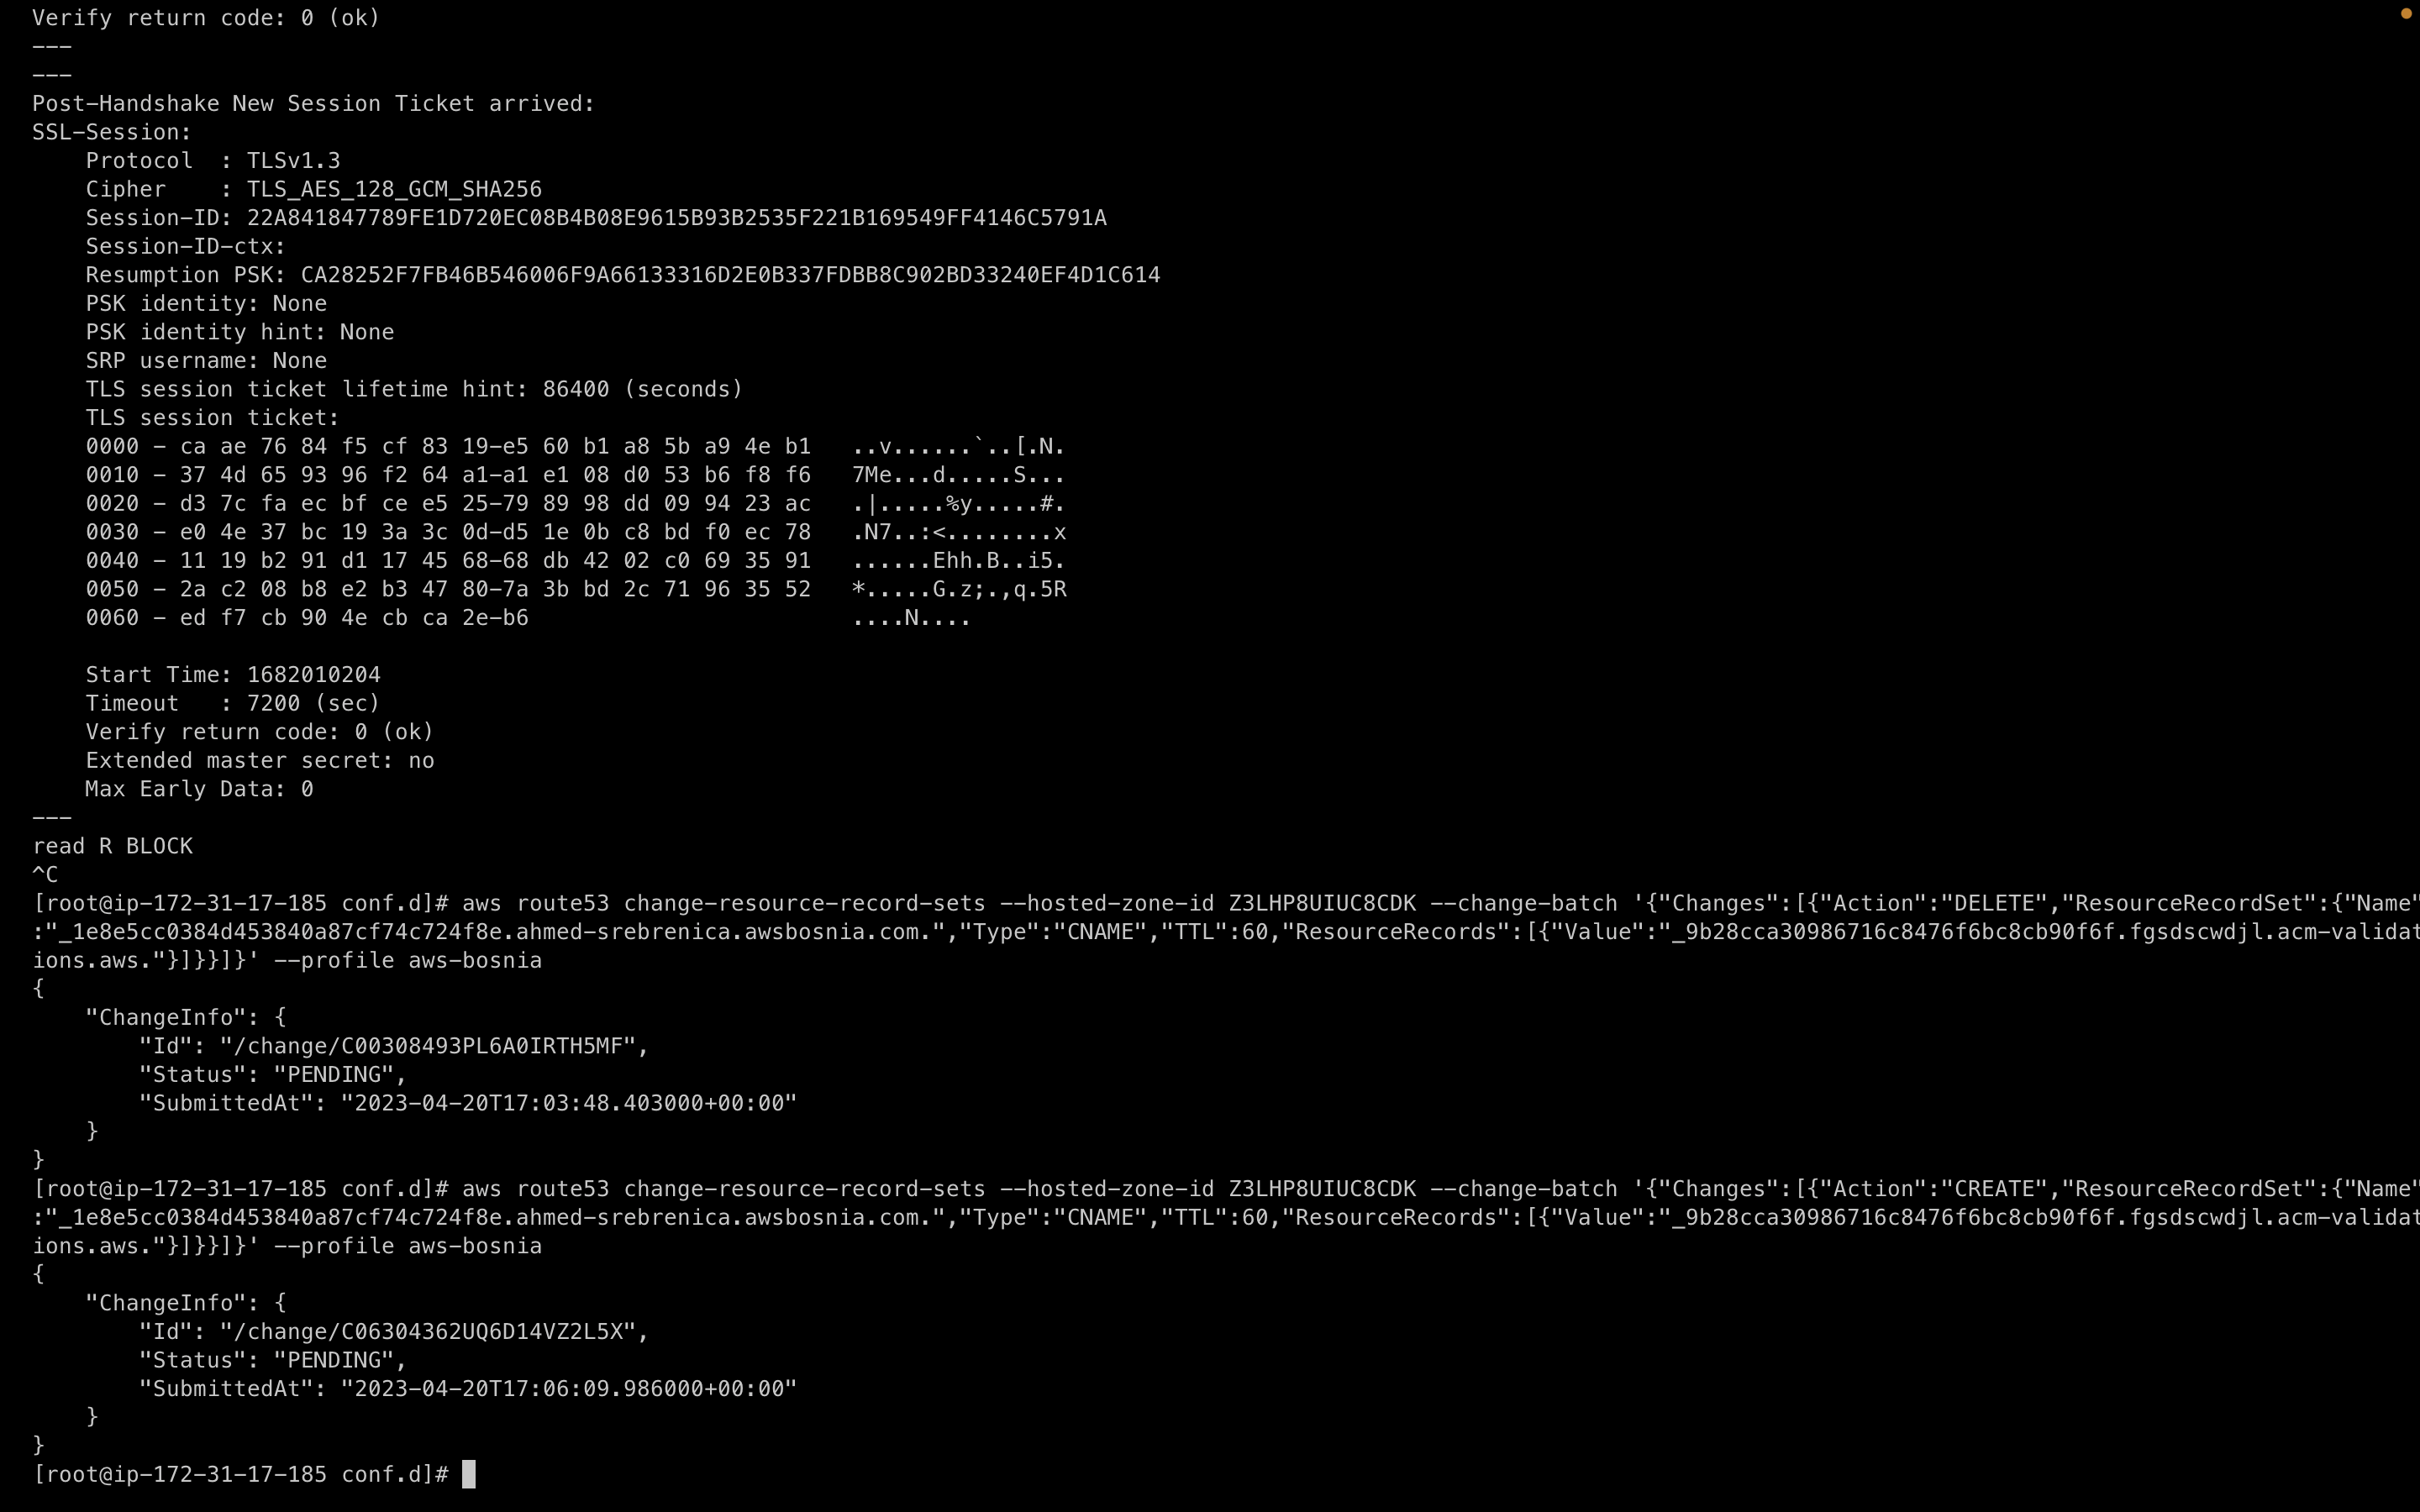 Verify return code: 0 (ok)
---
---
Post-Handshake New Session Ticket arrived:
SSL-Session:
    Protocol  : TLSv1.3
    Cipher    : TLS_AES_128_GCM_SHA256
    Session-ID: 22A841847789FE1D720EC08B4B08E9615B93B2535F221B169549FF4146C5791A
    Session-ID-ctx:
    Resumption PSK: CA28252F7FB46B546006F9A66133316D2E0B337FDBB8C902BD33240EF4D1C614
    PSK identity: None
    PSK identity hint: None
    SRP username: None
    TLS session ticket lifetime hint: 86400 (seconds)
    TLS session ticket:
    0000 - ca ae 76 84 f5 cf 83 19-e5 60 b1 a8 5b a9 4e b1   ..v......`..[.N.
    0010 - 37 4d 65 93 96 f2 64 a1-a1 e1 08 d0 53 b6 f8 f6   7Me...d.....S...
    0020 - d3 7c fa ec bf ce e5 25-79 89 98 dd 09 94 23 ac   .|.....%y.....#.
    0030 - e0 4e 37 bc 19 3a 3c 0d-d5 1e 0b c8 bd f0 ec 78   .N7..:<........x
    0040 - 11 19 b2 91 d1 17 45 68-68 db 42 02 c0 69 35 91   ......Ehh.B..i5.
    0050 - 2a c2 08 b8 e2 b3 47 80-7a 3b bd 2c 71 96 35 52   *.....G.z;.,q.5R
    0060 - ed f7 cb 90 4e cb ca 2e-b6                        ....N....

    Start Time: 1682010204
    Timeout   : 7200 (sec)
    Verify return code: 0 (ok)
    Extended master secret: no
    Max Early Data: 0
---
read R BLOCK
^C
[root@ip-172-31-17-185 conf.d]# aws route53 change-resource-record-sets --hosted-zone-id Z3LHP8UIUC8CDK --change-batch '{"Changes":[{"Action":"DELETE","ResourceRecordSet":{"Name"
:"_1e8e5cc0384d453840a87cf74c724f8e.ahmed-srebrenica.awsbosnia.com.","Type":"CNAME","TTL":60,"ResourceRecords":[{"Value":"_9b28cca30986716c8476f6bc8cb90f6f.fgsdscwdjl.acm-validat
ions.aws."}]}}]}' --profile aws-bosnia
{
    "ChangeInfo": {
        "Id": "/change/C00308493PL6A0IRTH5MF",
        "Status": "PENDING",
        "SubmittedAt": "2023-04-20T17:03:48.403000+00:00"
    }
}
[root@ip-172-31-17-185 conf.d]# aws route53 change-resource-record-sets --hosted-zone-id Z3LHP8UIUC8CDK --change-batch '{"Changes":[{"Action":"CREATE","ResourceRecordSet":{"Name"
:"_1e8e5cc0384d453840a87cf74c724f8e.ahmed-srebrenica.awsbosnia.com.","Type":"CNAME","TTL":60,"ResourceRecords":[{"Value":"_9b28cca30986716c8476f6bc8cb90f6f.fgsdscwdjl.acm-validat
ions.aws."}]}}]}' --profile aws-bosnia
{
    "ChangeInfo": {
        "Id": "/change/C06304362UQ6D14VZ2L5X",
        "Status": "PENDING",
        "SubmittedAt": "2023-04-20T17:06:09.986000+00:00"
    }
}
[root@ip-172-31-17-185 conf.d]#